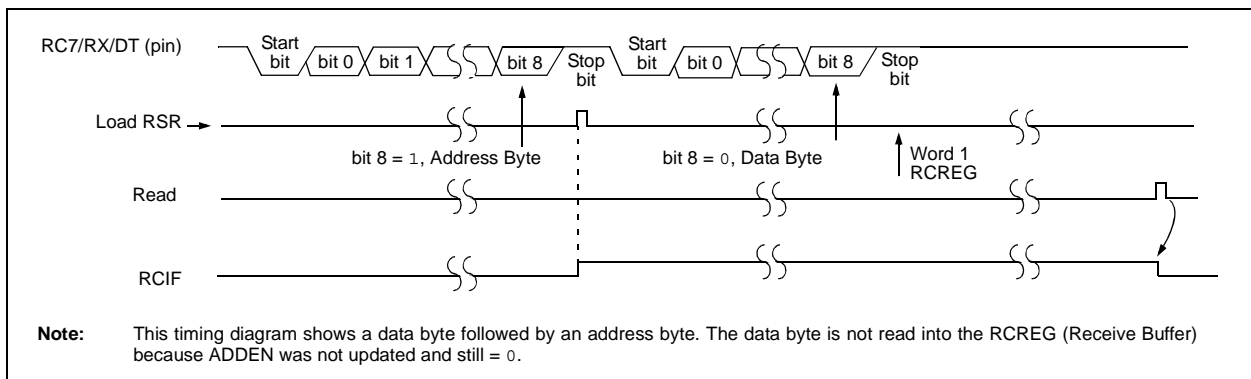 RC7/RX/DT (pin)
Start
bit
bit 0
bit 1
bit 8
Stop
bit
Start
bit
bit 0
bit 8
Stop
bit
Load RSR
bit 8 = 1, Address Byte
bit 8 = 0, Data Byte
Word 1
RCREG
Read
RCIF
Note: This timing diagram shows a data byte followed by an address byte. The data byte is not read into the RCREG (Receive Buffer)
because ADDEN was not updated and still = 0.